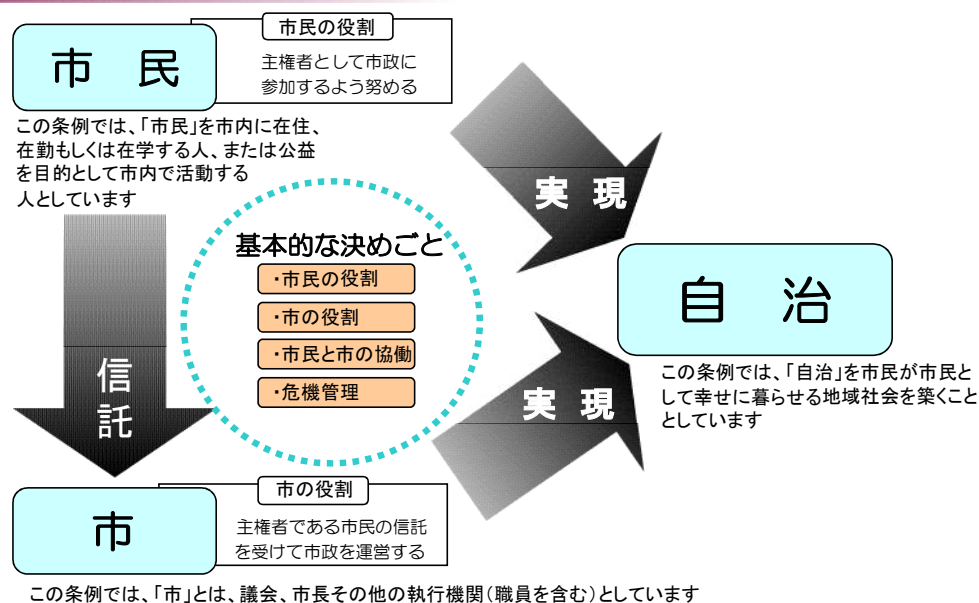 市民の役割
市　民
主権者として市政に
参加するよう努める
この条例では、「市民」を市内に在住、
在勤もしくは在学する人、または公益
を目的として市内で活動する
人としています
実　現
基本的な決めごと
・市民の役割
・市の役割
・市民と市の協働
・危機管理
自　治
この条例では、「自治」を市民が市民と
して幸せに暮らせる地域社会を築くこと
としています
信
託
実　現
市の役割
市
主権者である市民の信託
を受けて市政を運営する
この条例では、「市」とは、議会、市長その他の執行機関（職員を含む）としています